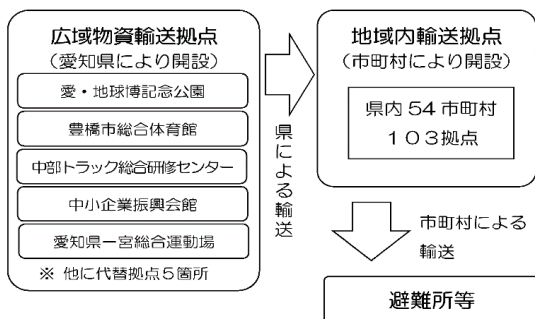 広域物資輸送拠点
（愛知県により開設）
愛・地球博記念公園
豊橋市総合体育館
中部トラック総合研修センター
中小企業振興会館
愛知県一宮総合運動場
※ 他に代替拠点５箇所
県による輸送
地域内輸送拠点
（市町村により開設）
県内 54 市町村
１０３拠点
市町村による
輸送
避難所等